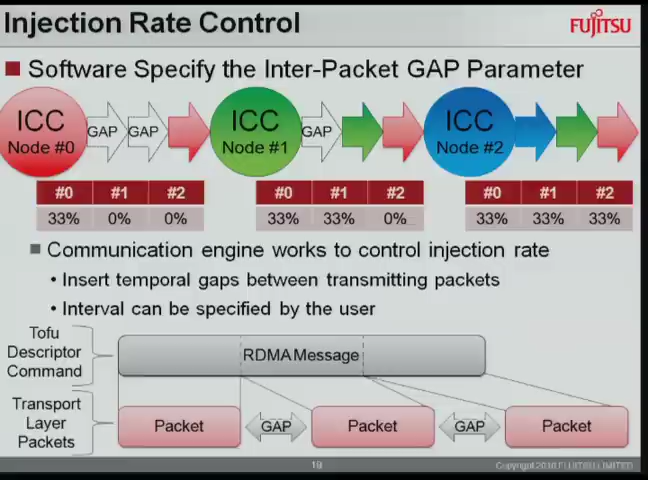 Injection Rate Control
FUJITSU
Software Specify the Inter-Packet GAP Parameter
ICC
Node #0
GAP
GAP
ICC
Node #1
GAP
ICC
Node #2
#0 #1 #2
33% 0% 0%
#0 #1 #2
33% 33% 0%
#0 #1 #2
33% 33% 33%
Communication engine works to control injection rate
• Insert temporal gaps between transmitting packets
• Interval can be specified by the user
Tofu
Descriptor
Command
RDMA Message
Transport
Layer
Packets
Packet
GAP
Packet
GAP
Packet
19
Copyright 2010 FUJITSU LIMITED